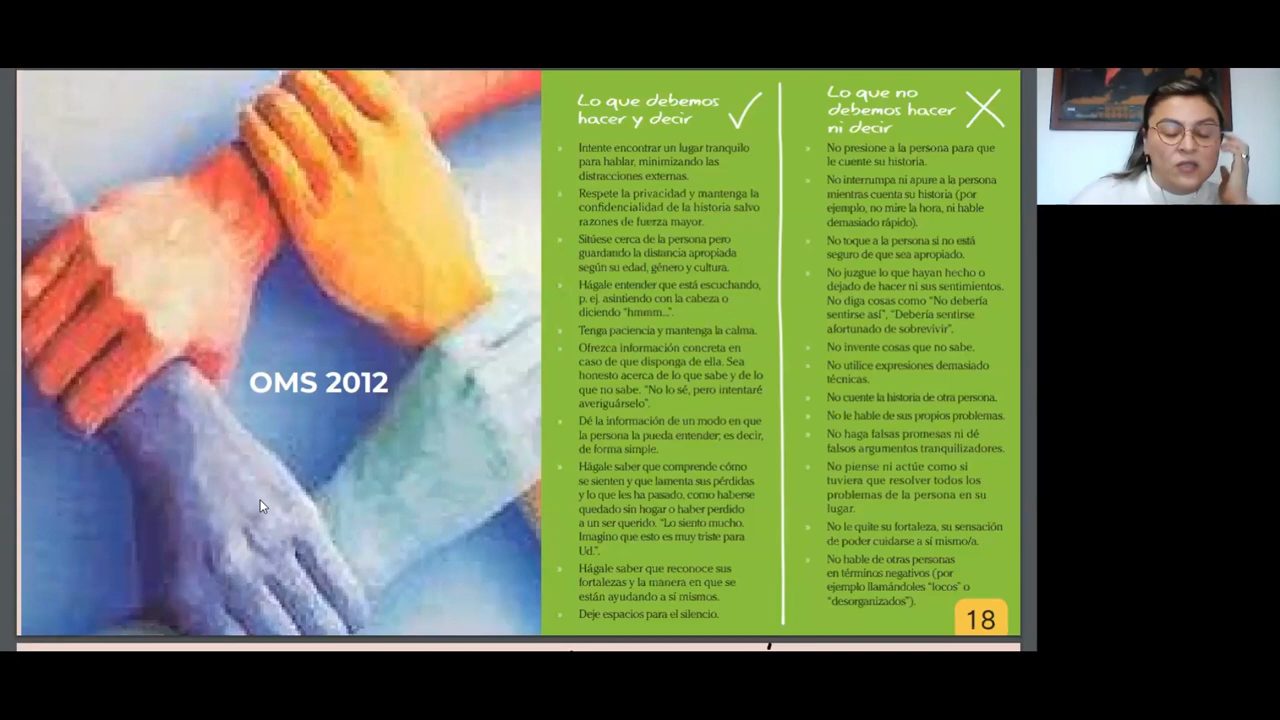 OMS 2012
Lo que debemos
hacer y decir
Intente encontrar un lugar tranquilo
para hablar, minimizando las
distracciones externas.
Respete la privacidad y mantenga la
confidencialidad de la historia salvo
razones de fuerza mayor.
Sitúese cerca de la persona pero
guardando la distancia apropiada
según su edad, género y cultura.
Hágale entender que está escuchando,
p. ej. asintiendo con la cabeza o
diciendo “hmmm...”.
Tenga paciencia y mantenga la calma.
Ofrezca información concreta en
caso de que disponga de ella. Sea
honesto acerca de lo que sabe y de lo
que no sabe. “No lo sé, pero intentaré
averiguárselo”.
Dé la información de un modo en que
la persona la pueda entender; es decir,
de forma simple.
Hágale saber que comprende cómo
se sienten y que lamenta sus pérdidas
y lo que les ha pasado, como haberse
quedado sin hogar o haber perdido
a un ser querido. “Lo siento mucho.
Imagino que esto es muy triste para
Ud.”.
Hágale saber que reconoce sus
fortalezas y la manera en que se
están ayudando a sí mismos.
Deje espacios para el silencio.
Lo que no
debemos hacer
ni decir
No presione a la persona para que
le cuente su historia.
No interrumpa ni apure a la persona
mientras cuenta su historia (por
ejemplo, no mire la hora, ni hable
demasiado rápido).
No toque a la persona si no está
seguro de que sea apropiado.
No juzgue lo que hayan hecho o
dejado de hacer ni sus sentimientos.
No diga cosas como “No debería
sentirse así”, “Debería sentirse
afortunado de sobrevivir”.
No invente cosas que no sabe.
No utilice expresiones demasiado
técnicas.
No cuente la historia de otra persona.
No le hable de sus propios problemas.
No haga falsas promesas ni dé
falsos argumentos tranquilizadores.
No piense ni actúe como si
tuviera que resolver todos los
problemas de la persona en su
lugar.
No le quite su fortaleza, su sensación
de poder cuidarse a sí mismo/a.
No hable de otras personas
en términos negativos (por
ejemplo llamándoles “locos” o
“desorganizados”).
18